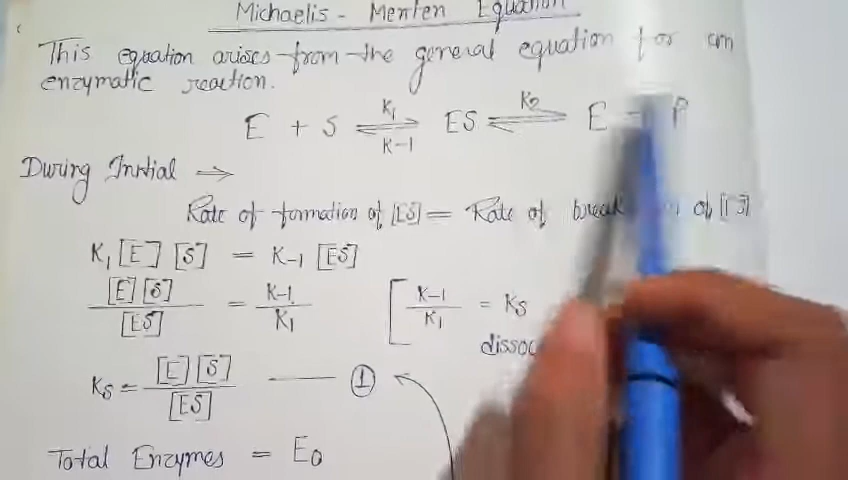 Michaelis - Menten Equation
This equation arises from the general equation for an
enzymatic reaction.
E + S ⇌ ES ⇌ E + P
K1 K-1 K2
During Initial →
Rate of formation of [ES] = Rate of of [ES]
K1 [E] [S] = K-1 [ES]
[E] [S] / [ES] = K-1 / K1 [ K-1 / K1 = KS
KS = [E] [S] / [ES] —— ①
Total Enzymes = E0